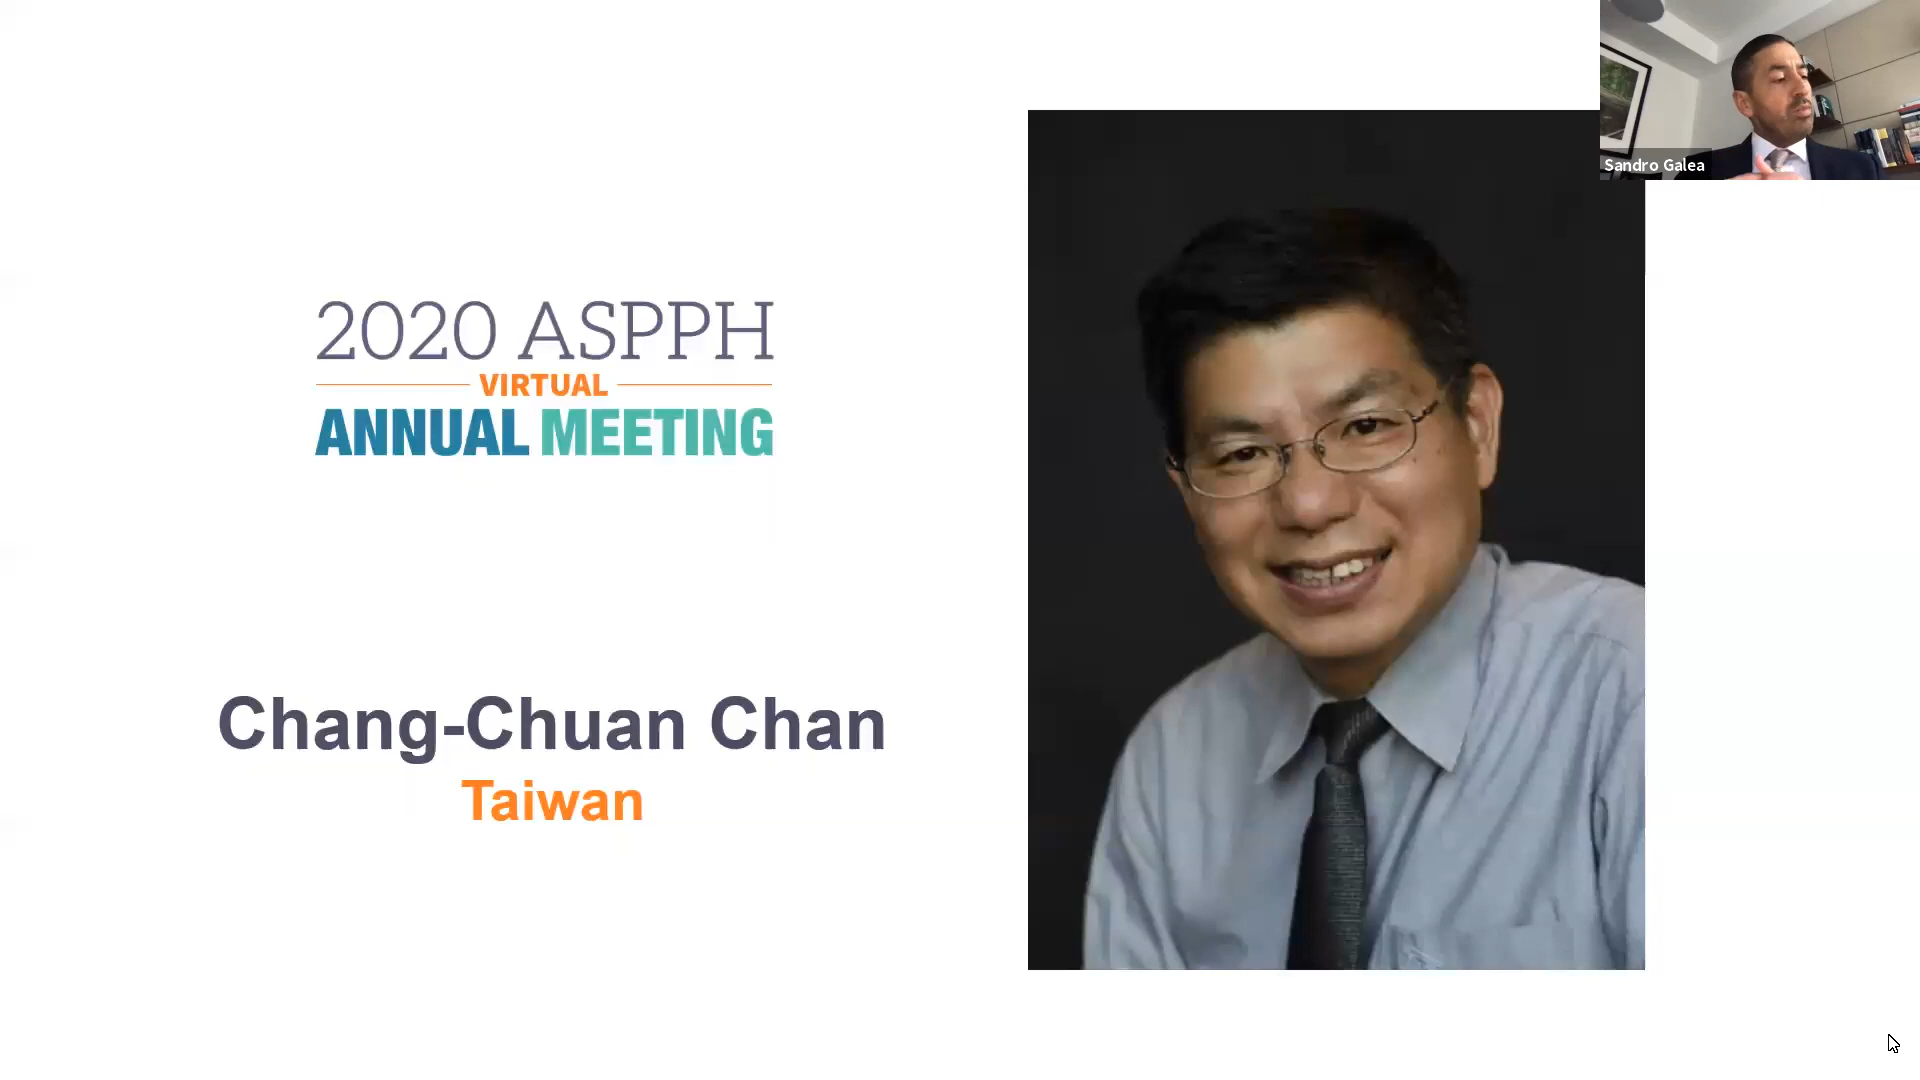 Sandro Galea
2020 ASPPH
VIRTUAL
ANNUAL MEETING
Chang-Chuan Chan
Taiwan